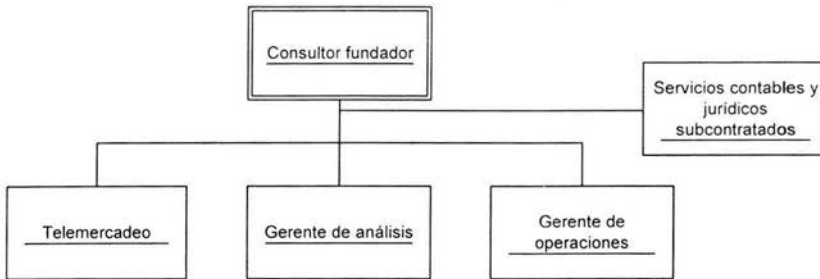 Consultor fundador
Servicios contables y
jurídicos
subcontratados
Telemercadeo
Gerente de análisis
Gerente de
operaciones